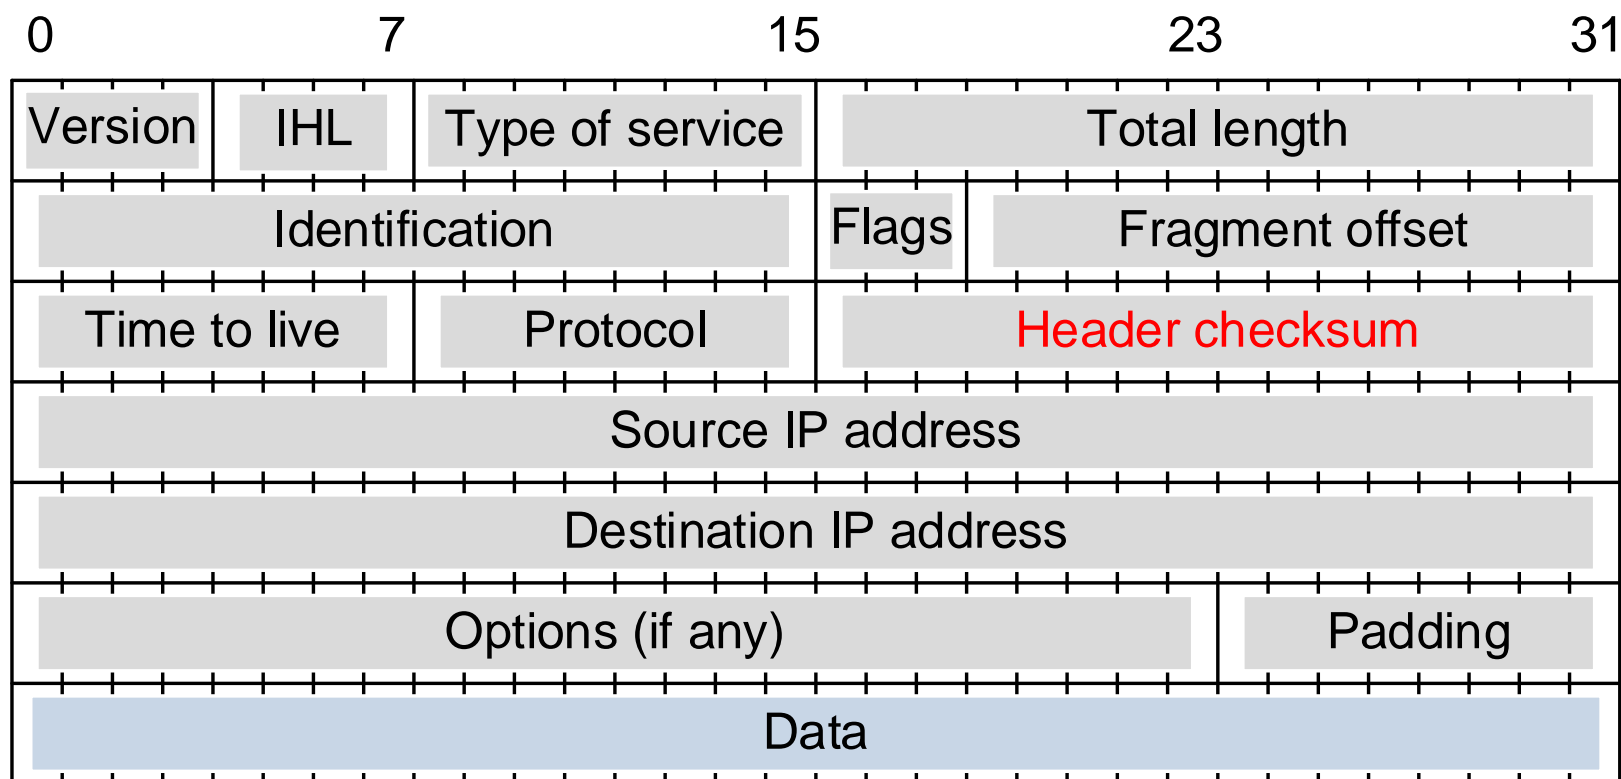 0 7 15 23 31
Version IHL Type of service Total length
Identification Flags Fragment offset
Time to live Protocol Header checksum
Source IP address
Destination IP address
Options (if any) Padding
Data